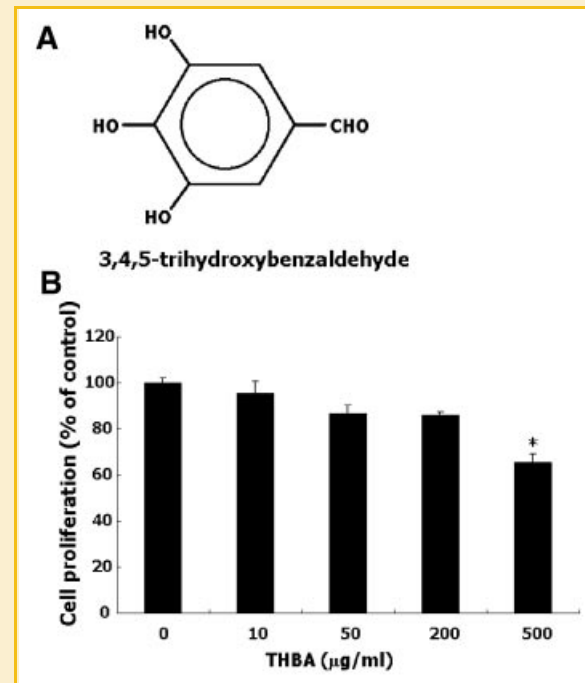 A
HO
HO
CHO
HO
3,4,5-trihydroxybenzaldehyde
B
Cell proliferation (% of control)
120
100
80
60
40
20
0
*
0 10 50 200 500
THBA (μg/ml)